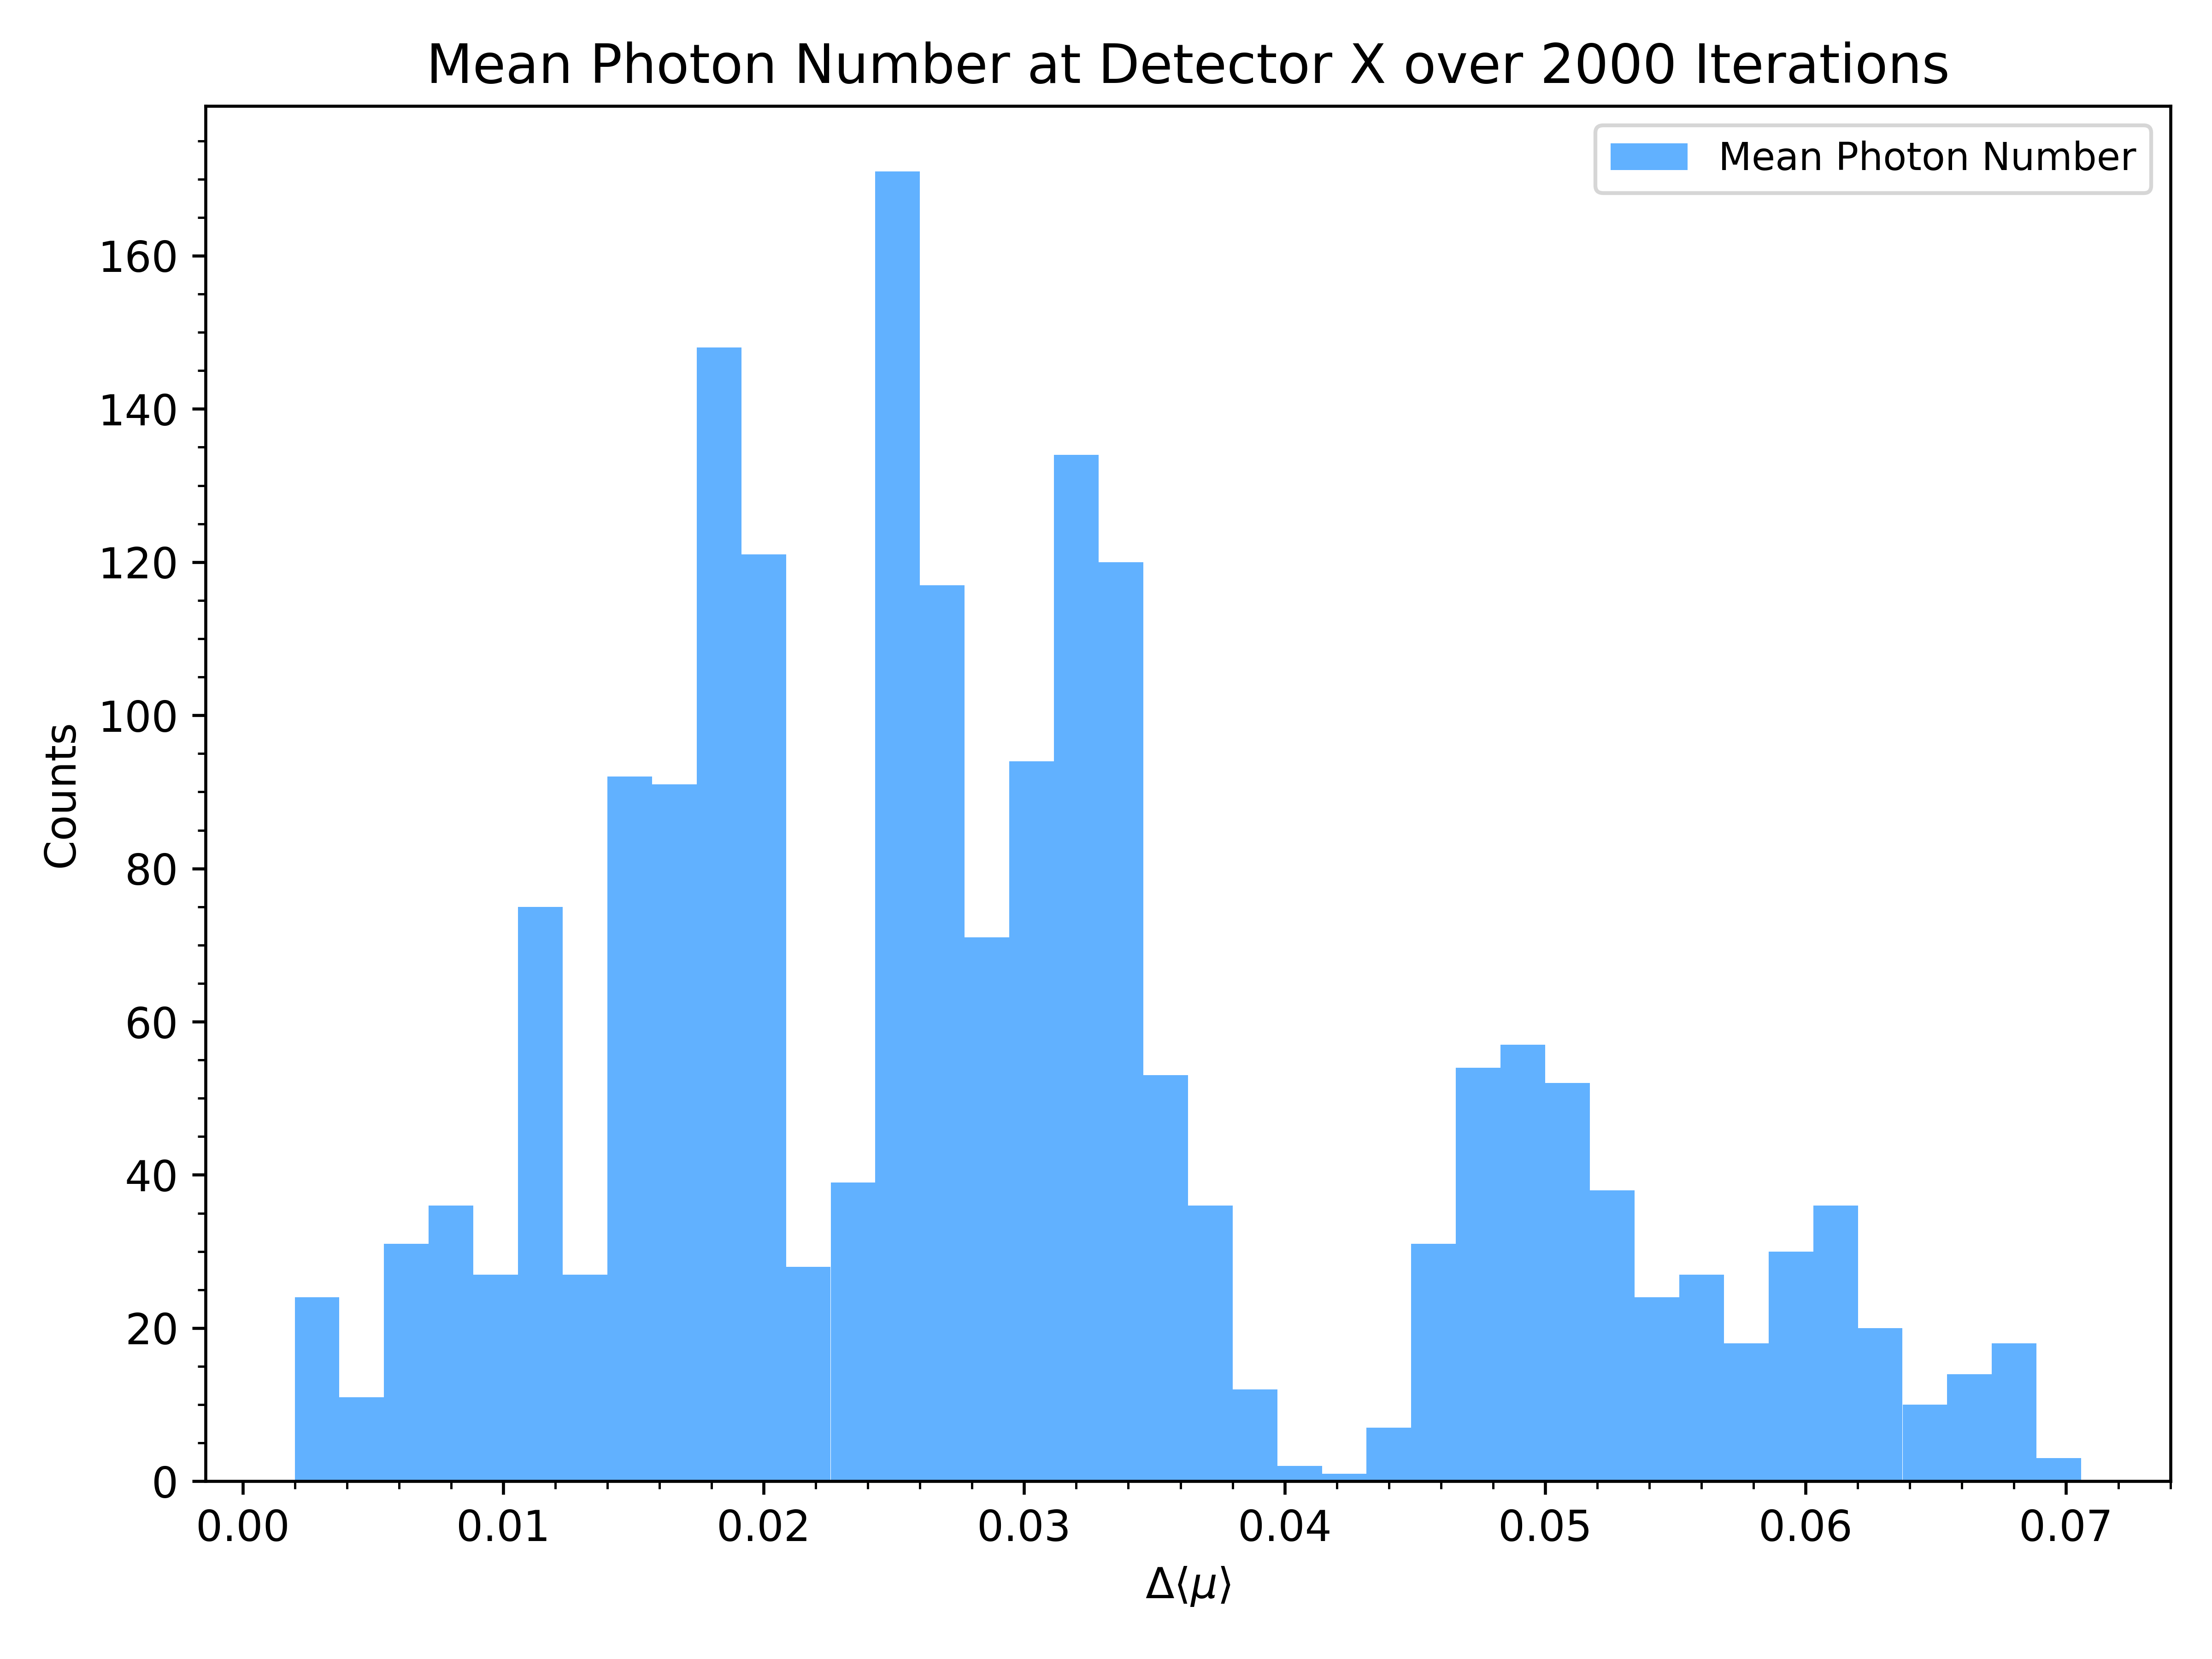 Mean Photon Number at Detector X over 2000 Iterations
Mean Photon Number
160
140
120
100
80
60
40
20
0
Counts
0.00 0.01 0.02 0.03 0.04 0.05 0.06 0.07
Δ⟨μ⟩